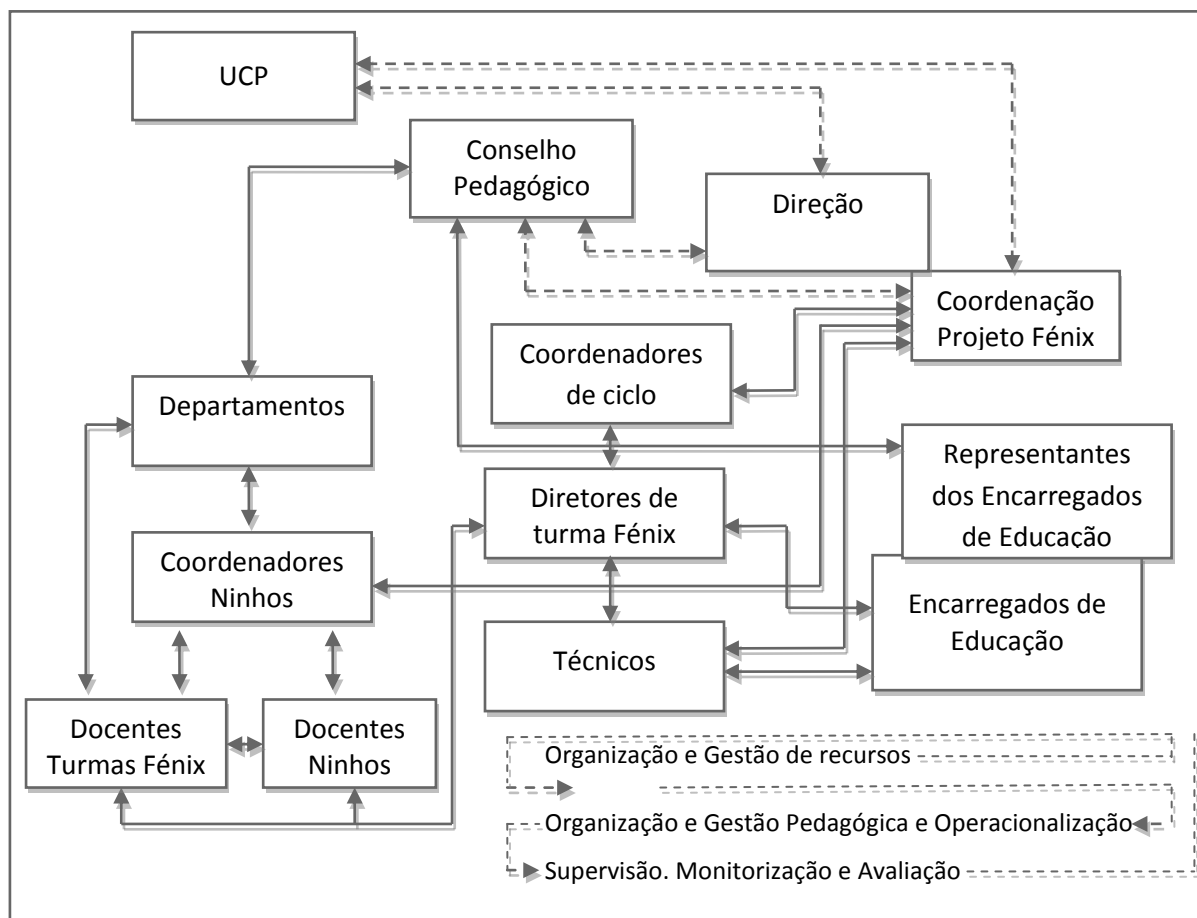 UCP
Conselho
Pedagógico
Direção
Coordenação
Projeto Fénix
Coordenadores
de ciclo
Departamentos
Representantes
dos Encarregados
de Educação
Diretores de
turma Fénix
Coordenadores
Ninhos
Encarregados de
Educação
Técnicos
Docentes
Turmas Fénix
Docentes
Ninhos
Organização e Gestão de recursos
Organização e Gestão Pedagógica e Operacionalização
Supervisão. Monitorização e Avaliação